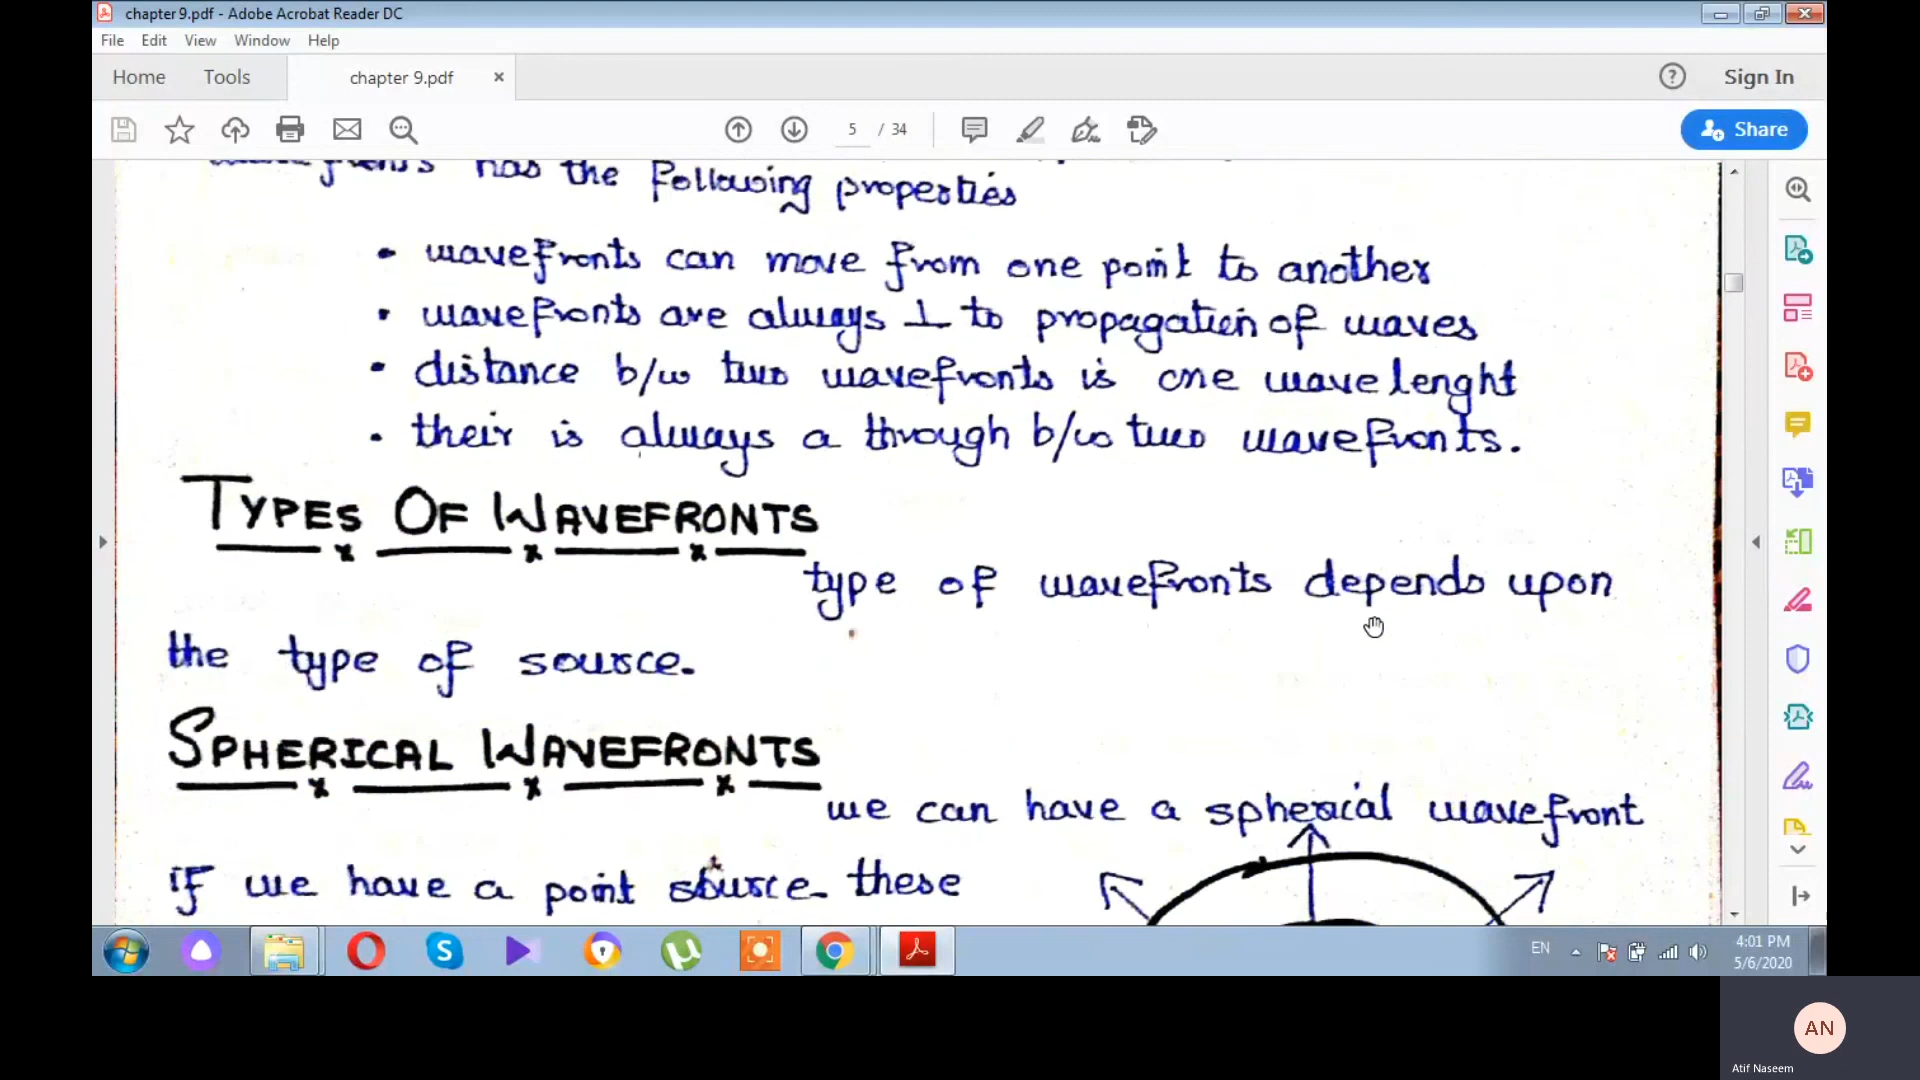 chapter 9.pdf - Adobe Acrobat Reader DC
File Edit View Window Help
Home Tools chapter 9.pdf × Sign In
5 / 34 Share
has the following properties
• wavefronts can move from one point to another
• wavefronts are always ⊥ to propagation of waves
• distance b/w two wavefronts is one wavelenght
• their is always a through b/w two wavefronts.
TYPES OF WAVEFRONTS
type of wavefronts depends upon
the type of source.
SPHERICAL WAVEFRONTS
we can have a spherical wavefront
if we have a point source. these
EN 4:01 PM
5/6/2020
AN
Atif Naseem